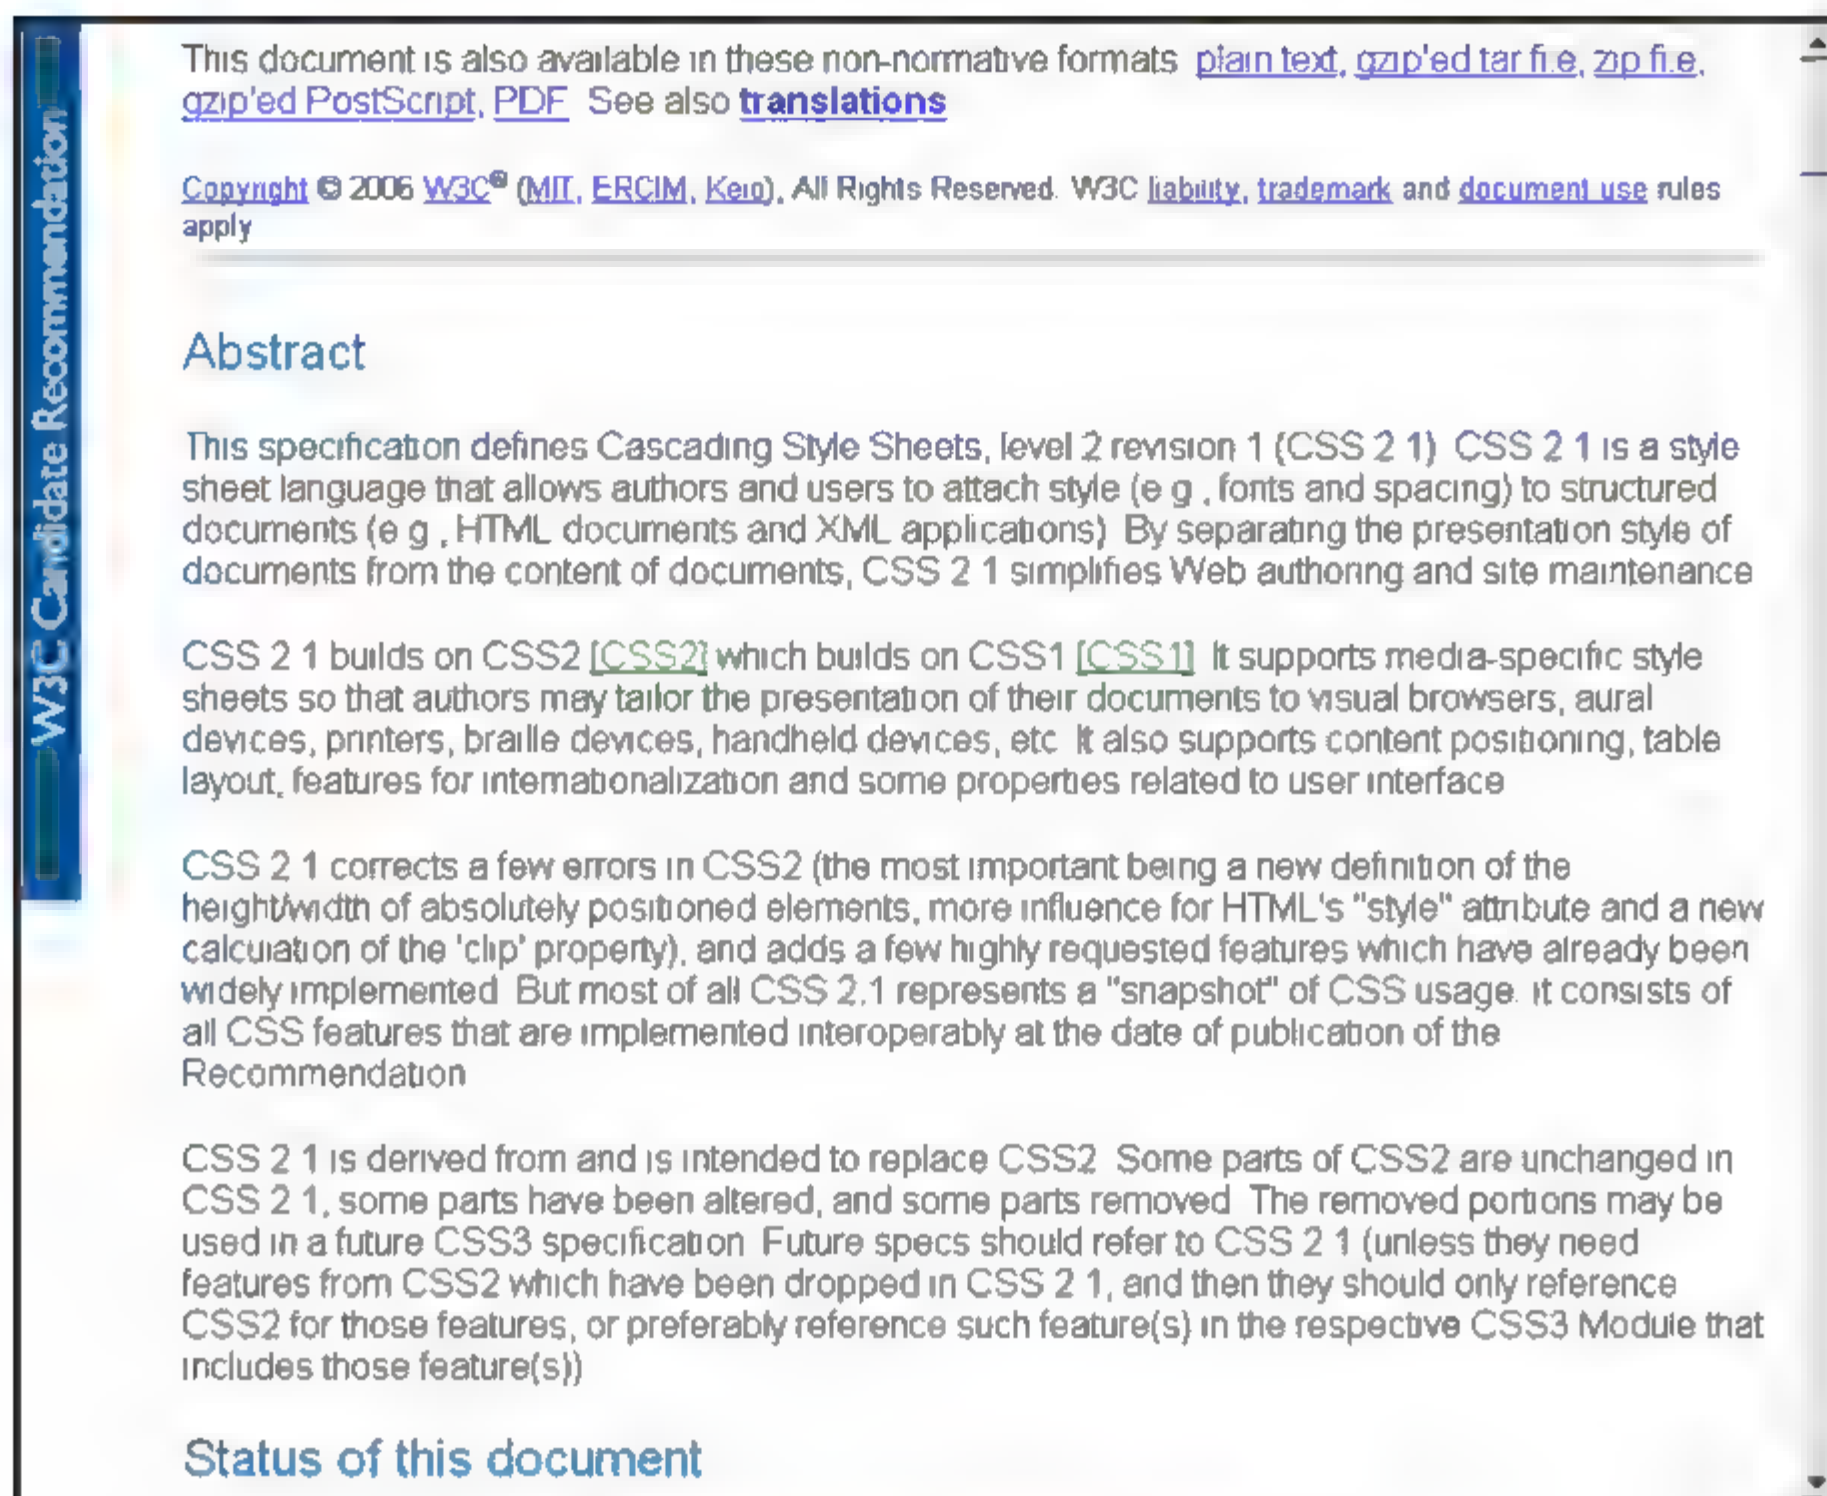 W3C Candidate Recommendation
This document is also available in these non-normative formats plain text, gzip'ed tar file, zip file,
gzip'ed PostScript, PDF See also translations
Copyright © 2006 W3C® (MIT, ERCIM, Keio), All Rights Reserved. W3C liability, trademark and document use rules
apply
Abstract
This specification defines Cascading Style Sheets, level 2 revision 1 (CSS 2 1) CSS 2 1 is a style
sheet language that allows authors and users to attach style (e g , fonts and spacing) to structured
documents (e g , HTML documents and XML applications) By separating the presentation style of
documents from the content of documents, CSS 2 1 simplifies Web authoring and site maintenance
CSS 2 1 builds on CSS2 [CSS2] which builds on CSS1 [CSS1] It supports media-specific style
sheets so that authors may tailor the presentation of their documents to visual browsers, aural
devices, printers, braille devices, handheld devices, etc It also supports content positioning, table
layout, features for internationalization and some properties related to user interface
CSS 2 1 corrects a few errors in CSS2 (the most important being a new definition of the
height/width of absolutely positioned elements, more influence for HTML's "style" attribute and a new
calculation of the 'clip' property), and adds a few highly requested features which have already been
widely implemented But most of all CSS 2.1 represents a "snapshot" of CSS usage. it consists of
all CSS features that are implemented interoperably at the date of publication of the
Recommendation
CSS 2 1 is derived from and is intended to replace CSS2 Some parts of CSS2 are unchanged in
CSS 2 1, some parts have been altered, and some parts removed The removed portions may be
used in a future CSS3 specification Future specs should refer to CSS 2 1 (unless they need
features from CSS2 which have been dropped in CSS 2 1, and then they should only reference
CSS2 for those features, or preferably reference such feature(s) in the respective CSS3 Module that
includes those feature(s))
Status of this document